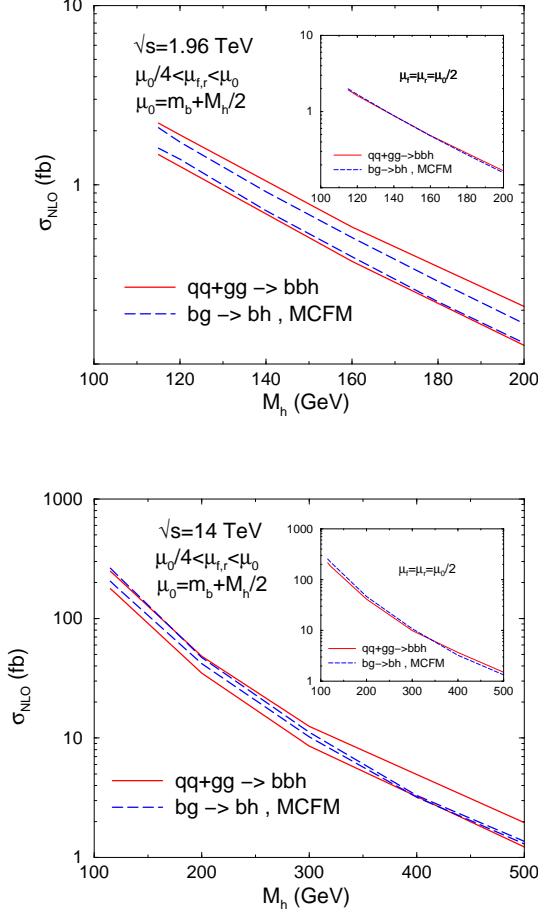 10
1
σNLO (fb)
√s=1.96 TeV
μ0/4<μf,r<μ0
μ0=mb+Mh/2
qq+gg −> bbh
bg −> bh , MCFM
100 120 140 160 180 200
Mh (GeV)
10
1
μf=μr=μ0/2
qq+gg−>bbh
bg−>bh , MCFM
100 120 140 160 180 200
1000
100
10
1
σNLO (fb)
√s=14 TeV
μ0/4<μf,r<μ0
μ0=mb+Mh/2
qq+gg −> bbh
bg −> bh , MCFM
100 200 300 400 500
Mh (GeV)
1000
100
10
1
μf=μr=μ0/2
qq+gg−>bbh
bg−>bh , MCFM
100 200 300 400 500